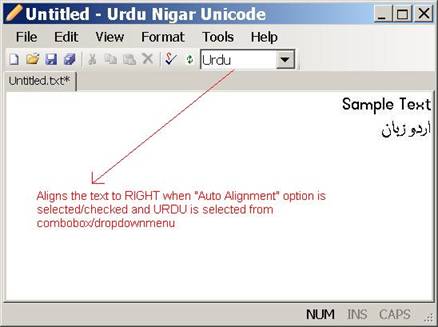 Untitled - Urdu Nigar Unicode
File Edit View Format Tools Help
Urdu
Untitled.txt*
Sample Text
اردو زبان
Aligns the text to RIGHT when "Auto Alignment" option is
selected/checked and URDU is selected from
combobox/dropdownmenu
NUM INS CAPS